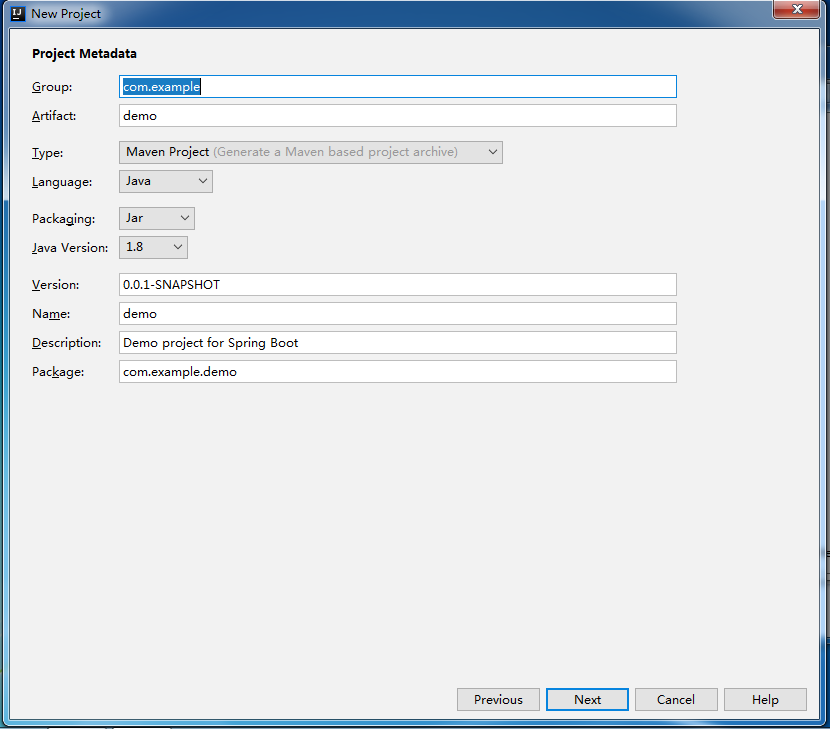 New Project
Project Metadata
Group: com.example
Artifact: demo
Type: Maven Project (Generate a Maven based project archive)
Language: Java
Packaging: Jar
Java Version: 1.8
Version: 0.0.1-SNAPSHOT
Name: demo
Description: Demo project for Spring Boot
Package: com.example.demo
Previous Next Cancel Help